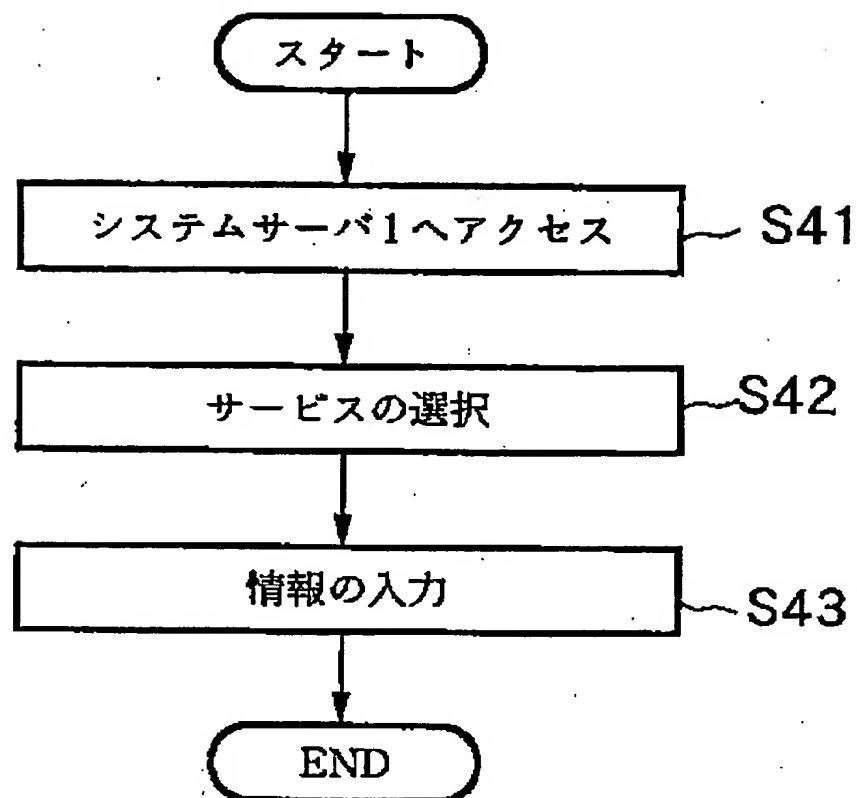 スタート
システムサーバ1へアクセス
S41
サービスの選択
S42
情報の入力
S43
END